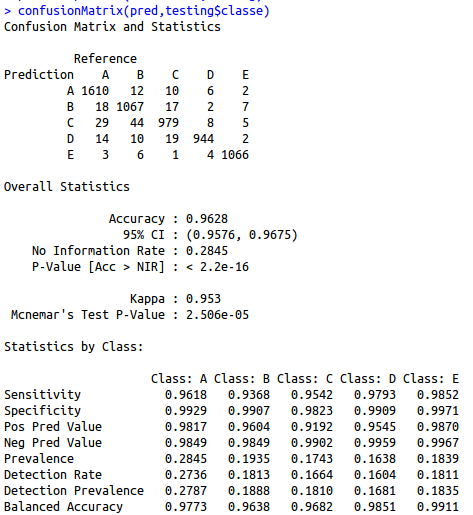 > confusionMatrix(pred,testing$classe)
Confusion Matrix and Statistics
Reference
Prediction A B C D E
A 1610 12 10 6 2
B 18 1067 17 2 7
C 29 44 979 8 5
D 14 10 19 944 2
E 3 6 1 4 1066
Overall Statistics
Accuracy : 0.9628
95% CI : (0.9576, 0.9675)
No Information Rate : 0.2845
P-Value [Acc > NIR] : < 2.2e-16
Kappa : 0.953
Mcnemar's Test P-Value : 2.506e-05
Statistics by Class:
Class: A Class: B Class: C Class: D Class: E
Sensitivity 0.9618 0.9368 0.9542 0.9793 0.9852
Specificity 0.9929 0.9907 0.9823 0.9909 0.9971
Pos Pred Value 0.9817 0.9604 0.9192 0.9545 0.9870
Neg Pred Value 0.9849 0.9849 0.9902 0.9959 0.9967
Prevalence 0.2845 0.1935 0.1743 0.1638 0.1839
Detection Rate 0.2736 0.1813 0.1664 0.1604 0.1811
Detection Prevalence 0.2787 0.1888 0.1810 0.1681 0.1835
Balanced Accuracy 0.9773 0.9638 0.9682 0.9851 0.9911